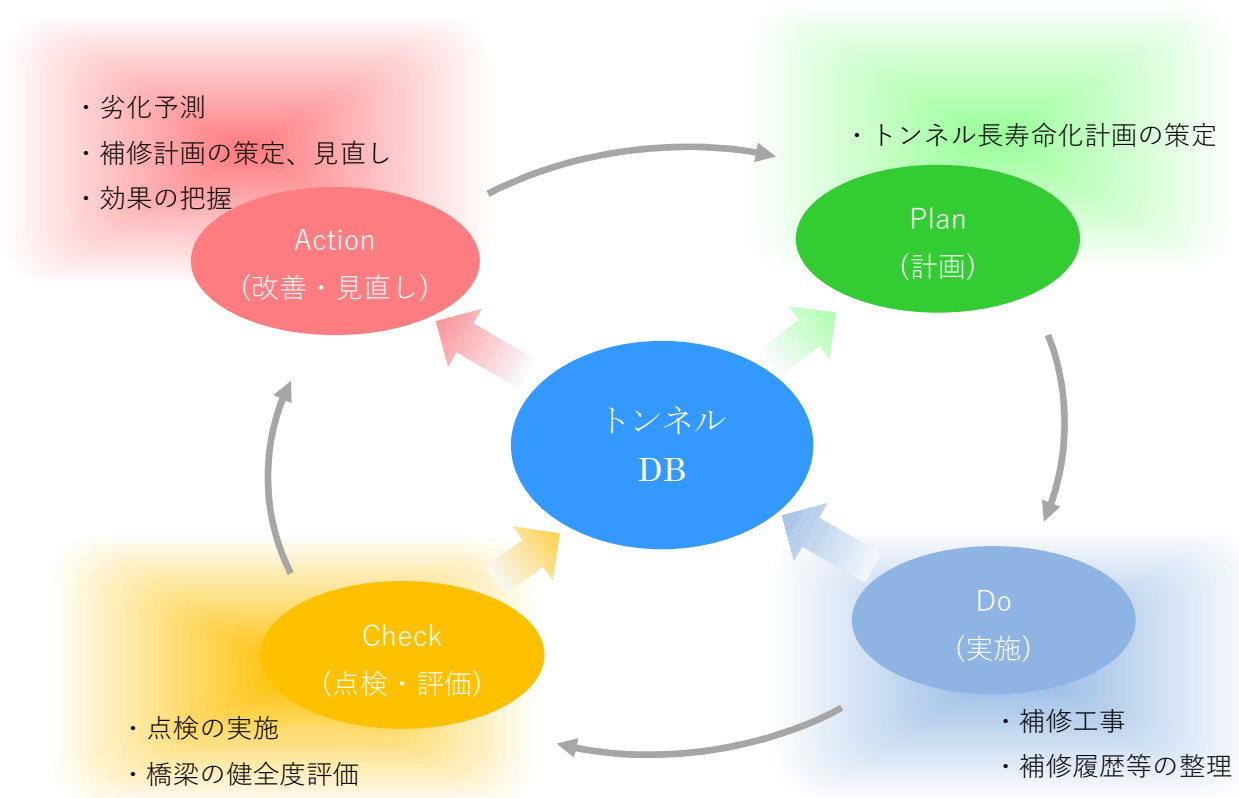 ・劣化予測
・補修計画の策定、見直し
・効果の把握
Action
（改善・見直し）
・トンネル長寿命化計画の策定
Plan
（計画）
トンネル
DB
Check
（点検・評価）
・点検の実施
・橋梁の健全度評価
Do
（実施）
・補修工事
・補修履歴等の整理